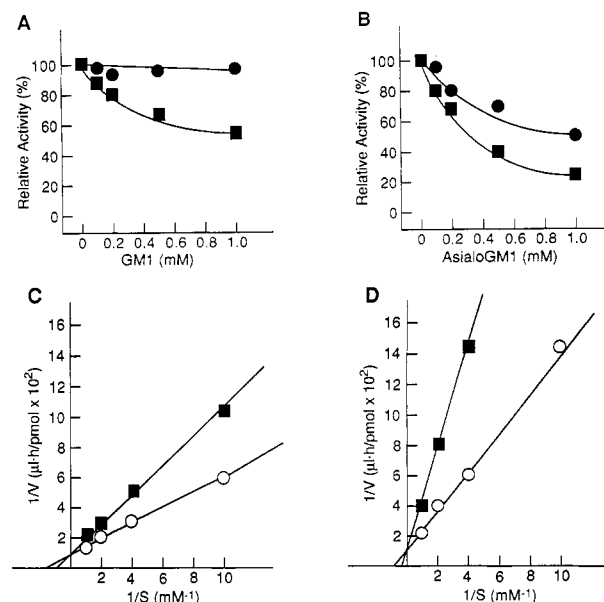 A
Relative Activity (%)
100
80
60
40
20
0
0 0.2 0.4 0.6 0.8 1.0
GM1 (mM)
B
Relative Activity (%)
100
80
60
40
20
0
0 0.2 0.4 0.6 0.8 1.0
AsialoGM1 (mM)
C
1/V (µl·h/pmol x 10²)
16
14
12
10
8
6
4
2
2 4 6 8 10
1/S (mM⁻¹)
D
1/V (µl·h/pmol x 10²)
16
14
12
10
8
6
4
2
2 4 6 8 10
1/S (mM⁻¹)